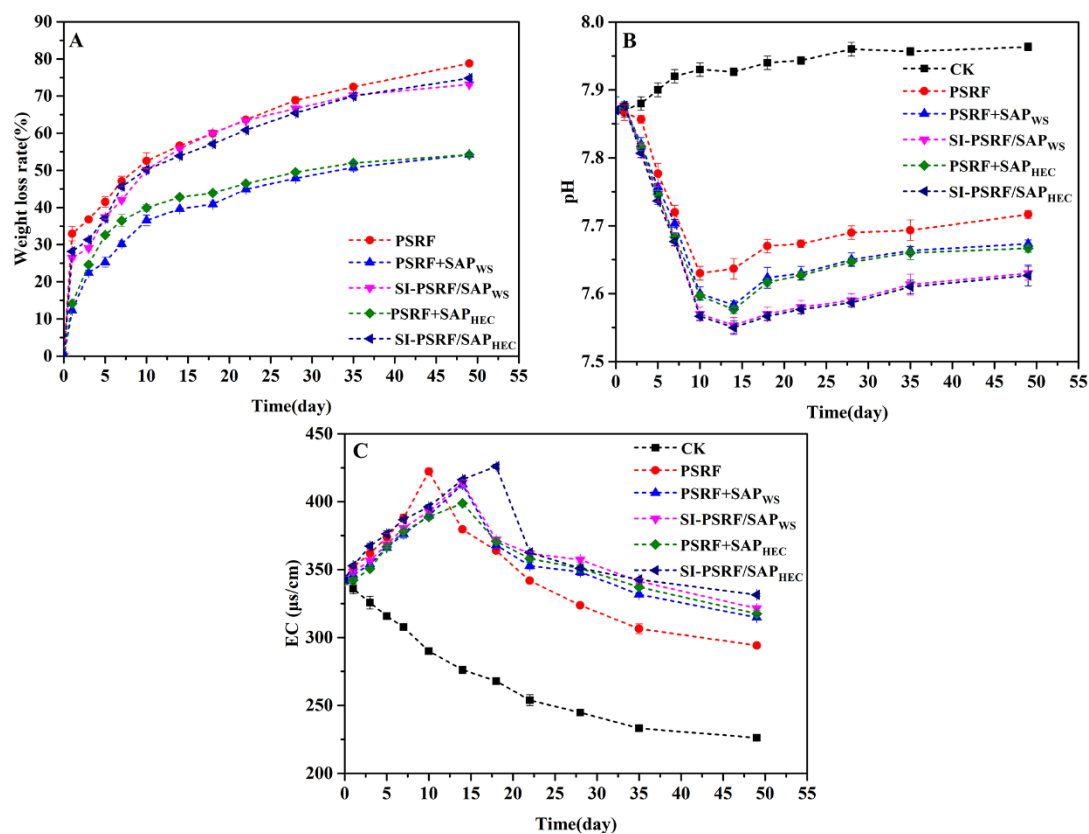 A
Weight loss rate(%)
90
80
70
60
50
40
30
20
10
0
0 5 10 15 20 25 30 35 40 45 50 55
Time(day)
PSRF
PSRF+SAPWS
SI-PSRF/SAPWS
PSRF+SAPHEC
SI-PSRF/SAPHEC
B
pH
8.0
7.9
7.8
7.7
7.6
7.5
0 5 10 15 20 25 30 35 40 45 50 55
Time(day)
CK
PSRF
PSRF+SAPWS
SI-PSRF/SAPWS
PSRF+SAPHEC
SI-PSRF/SAPHEC
C
EC (μs/cm)
450
400
350
300
250
200
0 5 10 15 20 25 30 35 40 45 50 55
Time(day)
CK
PSRF
PSRF+SAPWS
SI-PSRF/SAPWS
PSRF+SAPHEC
SI-PSRF/SAPHEC